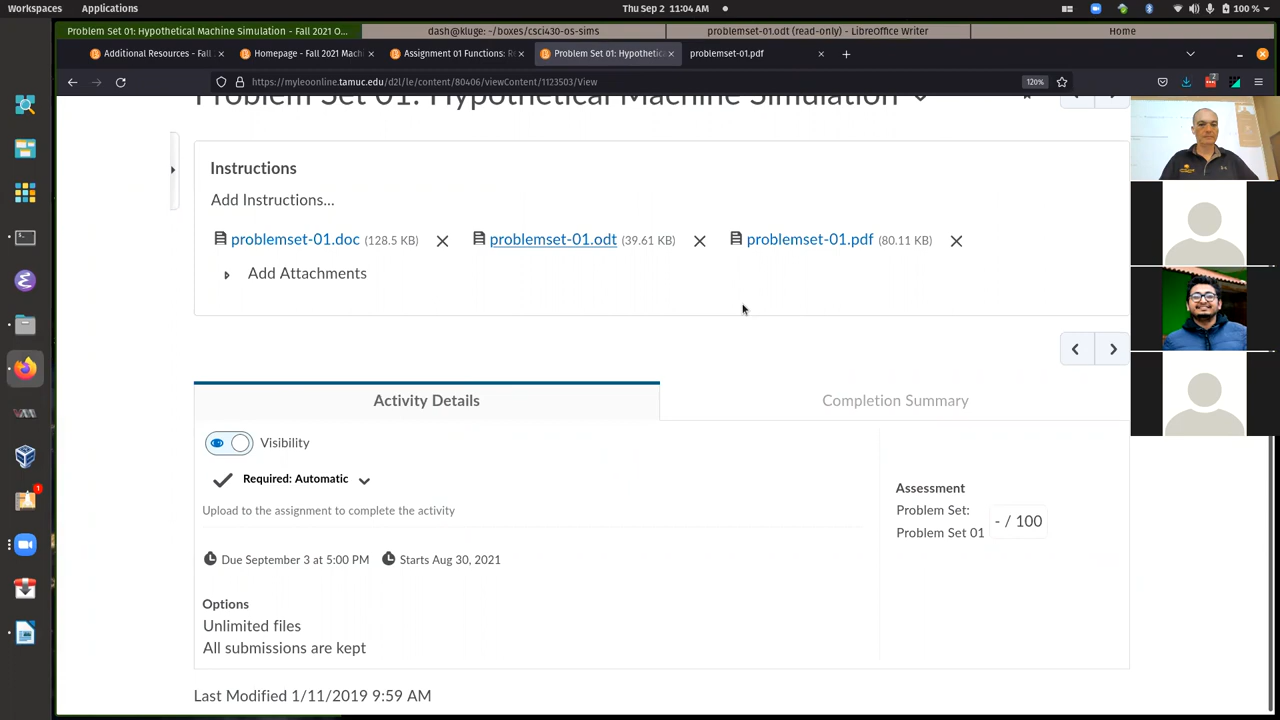 Workspaces Applications Thu Sep 2 11:04 AM 100 %
Problem Set 01: Hypothetical Machine Simulation - Fall 2021 O... dash@kluge: ~/boxes/csci430-os-sims problemset-01.odt (read-only) - LibreOffice Writer Home
Additional Resources - Fall Homepage - Fall 2021 Mach Assignment 01 Functions: Re Problem Set 01: Hypothetica problemset-01.pdf
https://myleoonline.tamuc.edu/d2l/le/content/80406/viewContent/1123503/View 120%
Problem Set 01: Hypothetical Machine Simulation
Instructions
Add Instructions...
problemset-01.doc (128.5 KB) problemset-01.odt (39.61 KB) problemset-01.pdf (80.11 KB)
Add Attachments
Activity Details Completion Summary
Visibility
Required: Automatic
Upload to the assignment to complete the activity
Assessment
Problem Set:
Problem Set 01
- / 100
Due September 3 at 5:00 PM Starts Aug 30, 2021
Options
Unlimited files
All submissions are kept
Last Modified 1/11/2019 9:59 AM